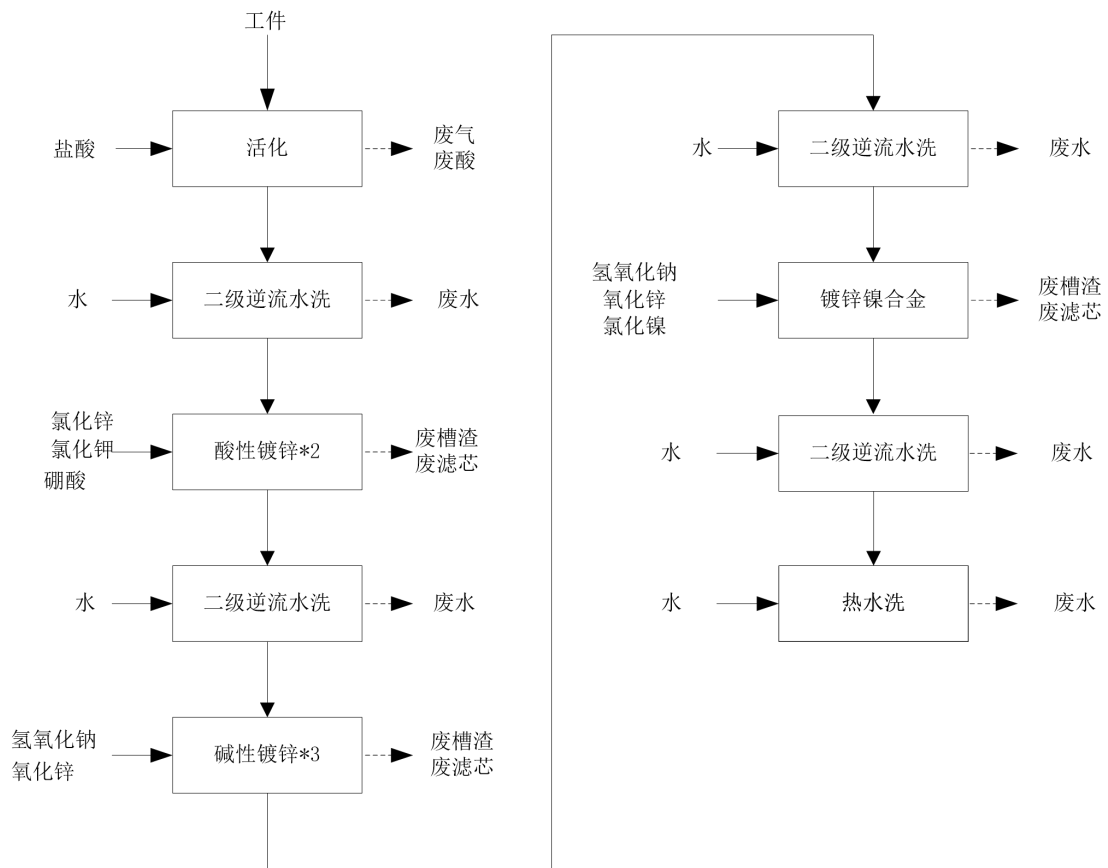 工件
盐酸
活化
废气
废酸
水
二级逆流水洗
废水
氯化锌
氯化钾
硼酸
酸性镀锌*2
废槽渣
废滤芯
水
二级逆流水洗
废水
氢氧化钠
氧化锌
碱性镀锌*3
废槽渣
废滤芯
水
二级逆流水洗
废水
氢氧化钠
氧化锌
氯化镍
镀锌镍合金
废槽渣
废滤芯
水
二级逆流水洗
废水
水
热水洗
废水